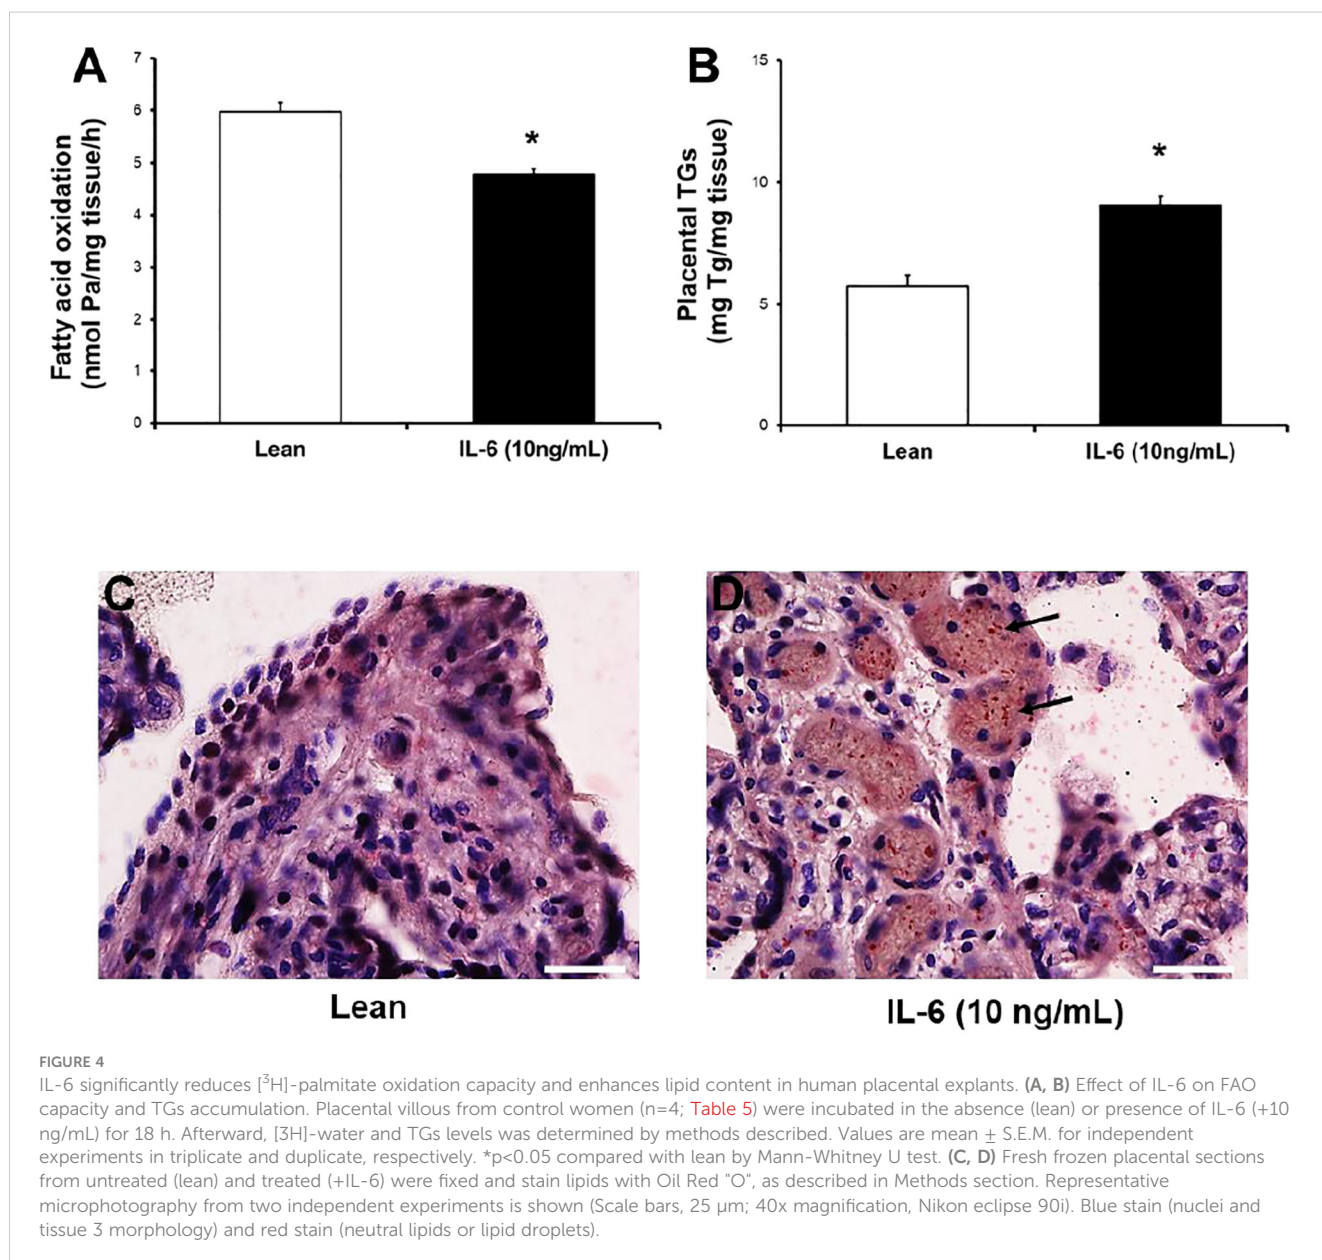 A
Fatty acid oxidation
(nmol Pa/mg tissue/h)
7
6
5
4
3
2
1
0
*
Lean
IL-6 (10ng/mL)
B
Placental TGs
(mg Tg/mg tissue)
15
10
5
0
*
Lean
IL-6 (10ng/mL)
C
Lean
D
IL-6 (10 ng/mL)
FIGURE 4
IL-6 significantly reduces [³H]-palmitate oxidation capacity and enhances lipid content in human placental explants. (A, B) Effect of IL-6 on FAO
capacity and TGs accumulation. Placental villous from control women (n=4; Table 5) were incubated in the absence (lean) or presence of IL-6 (+10
ng/mL) for 18 h. Afterward, [3H]-water and TGs levels was determined by methods described. Values are mean ± S.E.M. for independent
experiments in triplicate and duplicate, respectively. *p<0.05 compared with lean by Mann-Whitney U test. (C, D) Fresh frozen placental sections
from untreated (lean) and treated (+IL-6) were fixed and stain lipids with Oil Red "O", as described in Methods section. Representative
microphotography from two independent experiments is shown (Scale bars, 25 µm; 40x magnification, Nikon eclipse 90i). Blue stain (nuclei and
tissue 3 morphology) and red stain (neutral lipids or lipid droplets).